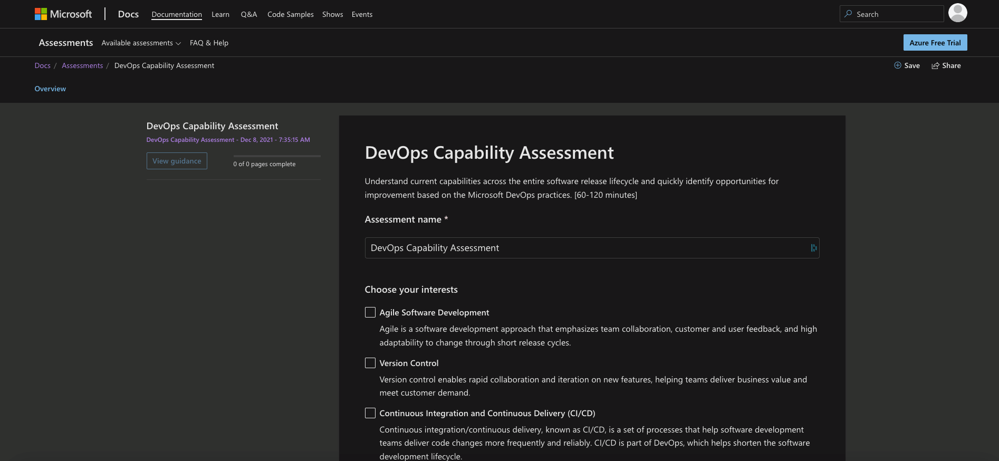 Microsoft
Docs
Documentation
Learn
Q&A
Code Samples
Shows
Events
Search
Assessments
Available assessments
FAQ & Help
Azure Free Trial
Docs / Assessments / DevOps Capability Assessment
Save
Share
Overview
DevOps Capability Assessment
DevOps Capability Assessment - Dec 8, 2021 - 7:35:15 AM
View guidance
0 of 0 pages complete
DevOps Capability Assessment
Understand current capabilities across the entire software release lifecycle and quickly identify opportunities for
improvement based on the Microsoft DevOps practices. [60-120 minutes]
Assessment name *
DevOps Capability Assessment
Choose your interests
Agile Software Development
Agile is a software development approach that emphasizes team collaboration, customer and user feedback, and high
adaptability to change through short release cycles.
Version Control
Version control enables rapid collaboration and iteration on new features, helping teams deliver business value and
meet customer demand.
Continuous Integration and Continuous Delivery (CI/CD)
Continuous integration/continuous delivery, known as CI/CD, is a set of processes that help software development
teams deliver code changes more frequently and reliably. CI/CD is part of DevOps, which helps shorten the software
development lifecycle.